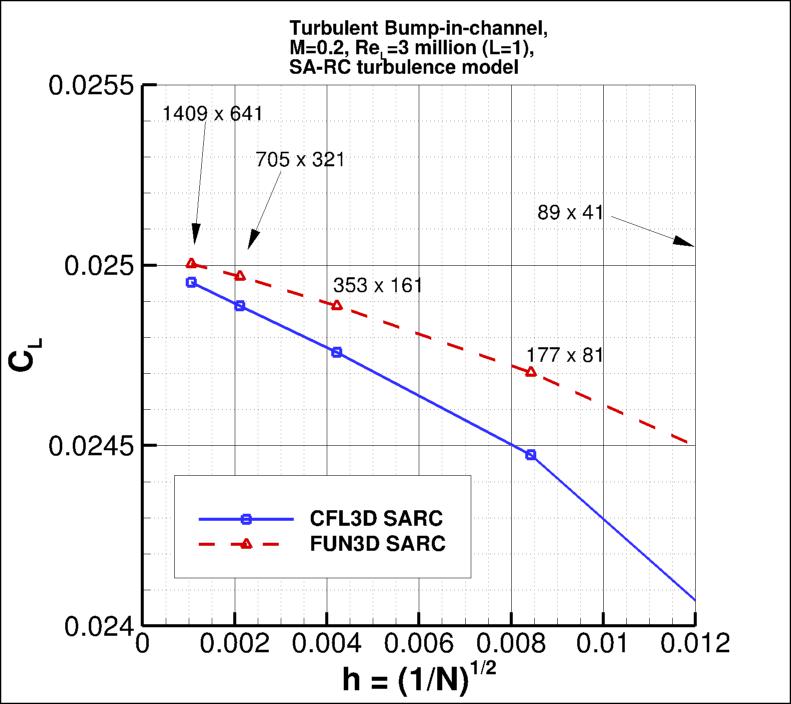 Turbulent Bump-in-channel,
M=0.2, Re_L=3 million (L=1),
SA-RC turbulence model
0.0255
1409 x 641
705 x 321
89 x 41
0.025
353 x 161
177 x 81
C_L
0.0245
CFL3D SARC
FUN3D SARC
0.024
0 0.002 0.004 0.006 0.008 0.01 0.012
h = (1/N)^1/2